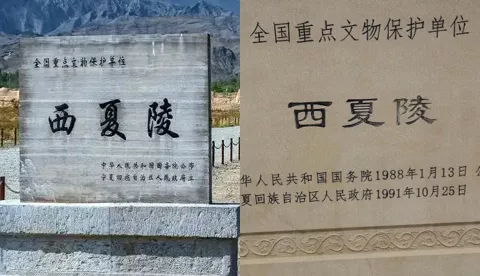 全国重点文物保护单位
西夏陵
中华人民共和国国务院公布
宁夏回族自治区人民政府立
全国重点文物保护单位
西夏陵
华人民共和国国务院1988年1月13日 公
夏回族自治区人民政府1991年10月25日